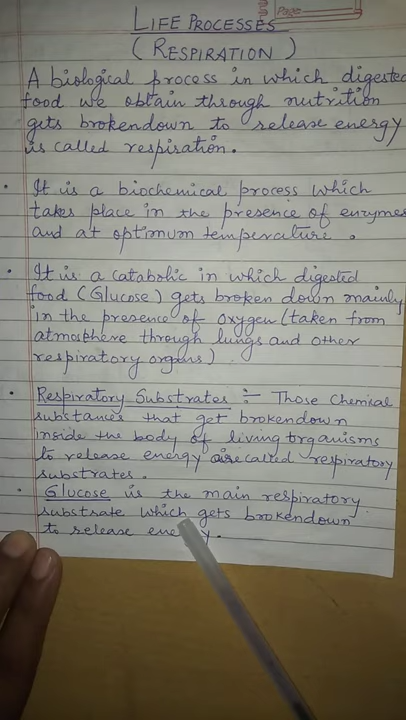 Page
LIFE PROCESSES
( RESPIRATION )
A biological process in which digested
food we obtain through nutrition
gets brokendown to release energy
is called respiration.
• It is a biochemical process which
takes place in the presence of enzymes
and at optimum temperature.
• It is a catabolic in which digested
food (Glucose) gets broken down mainly
in the presence of oxygen (taken from
atmosphere through lungs and other
respiratory organs).
• Respiratory Substrates :- Those Chemical
substances that get brokendown
inside the body of living organisms
to release energy are called respiratory
substrates.
• Glucose is the main respiratory
substrate which gets brokendown
to release energy.